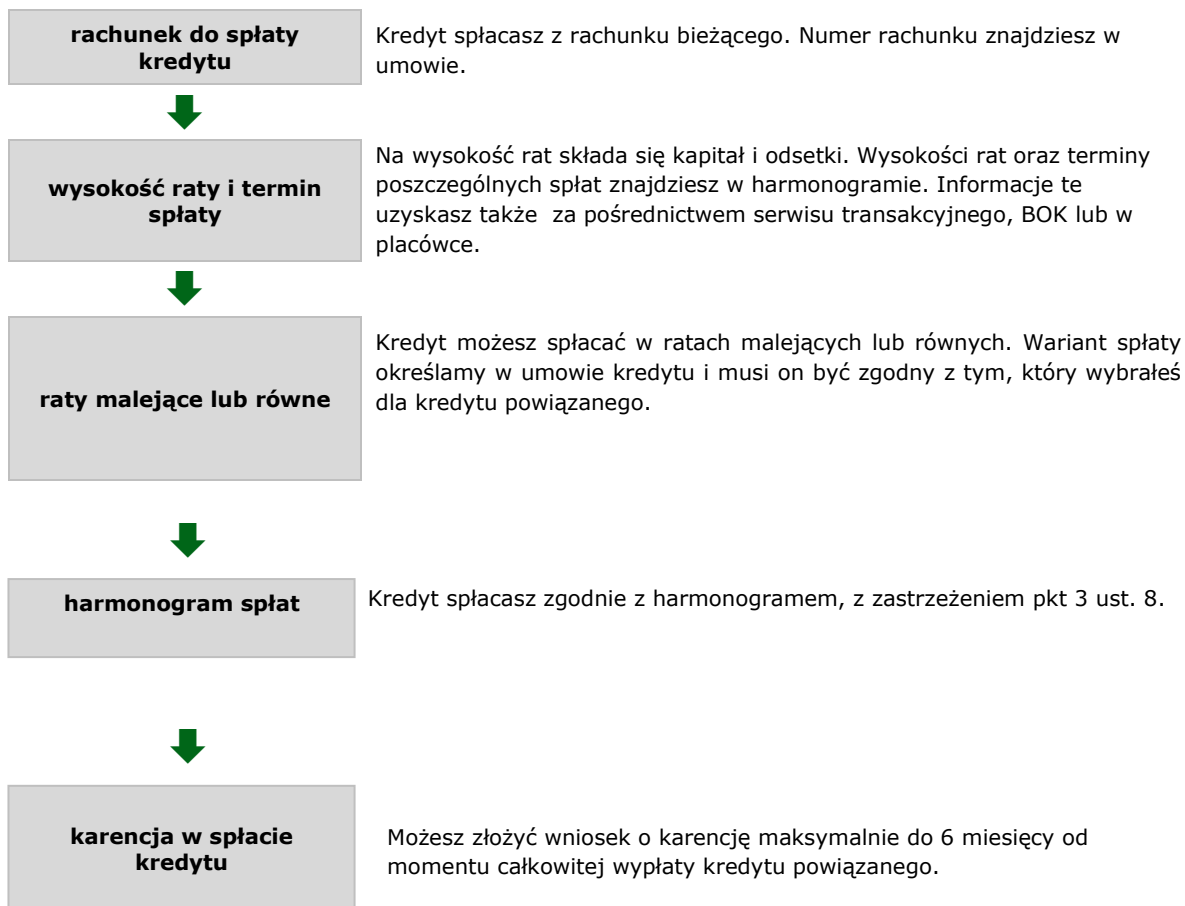 rachunek do spłaty
kredytu
Kredyt spłacasz z rachunku bieżącego. Numer rachunku znajdziesz w
umowie.
wysokość raty i termin
spłaty
Na wysokość rat składa się kapitał i odsetki. Wysokości rat oraz terminy
poszczególnych spłat znajdziesz w harmonogramie. Informacje te
uzyskasz także  za pośrednictwem serwisu transakcyjnego, BOK lub w
placówce.
raty malejące lub równe
Kredyt możesz spłacać w ratach malejących lub równych. Wariant spłaty
określamy w umowie kredytu i musi on być zgodny z tym, który wybrałeś
dla kredytu powiązanego.
harmonogram spłat
Kredyt spłacasz zgodnie z harmonogramem, z zastrzeżeniem pkt 3 ust. 8.
karencja w spłacie
kredytu
Możesz złożyć wniosek o karencję maksymalnie do 6 miesięcy od
momentu całkowitej wypłaty kredytu powiązanego.